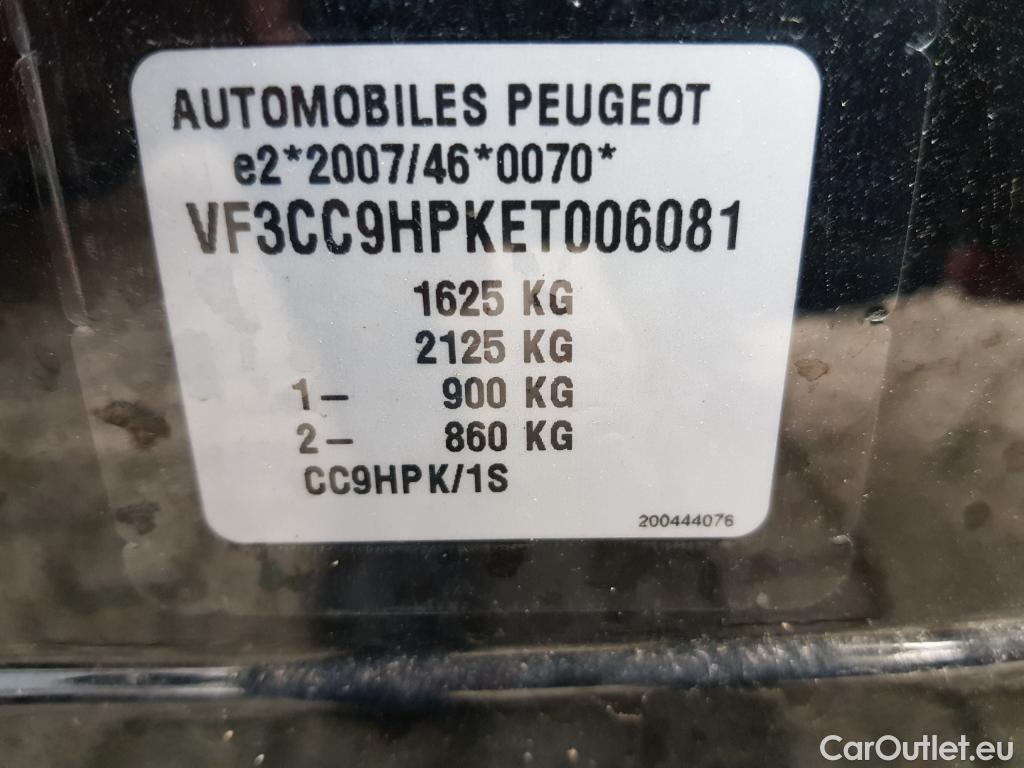 AUTOMOBILES PEUGEOT
e2*2007/46*0070*
VF3CC9HPKET006081
1625 KG
2125 KG
1- 900 KG
2- 860 KG
CC9HPK/1S
200444076
CarOutlet.eu